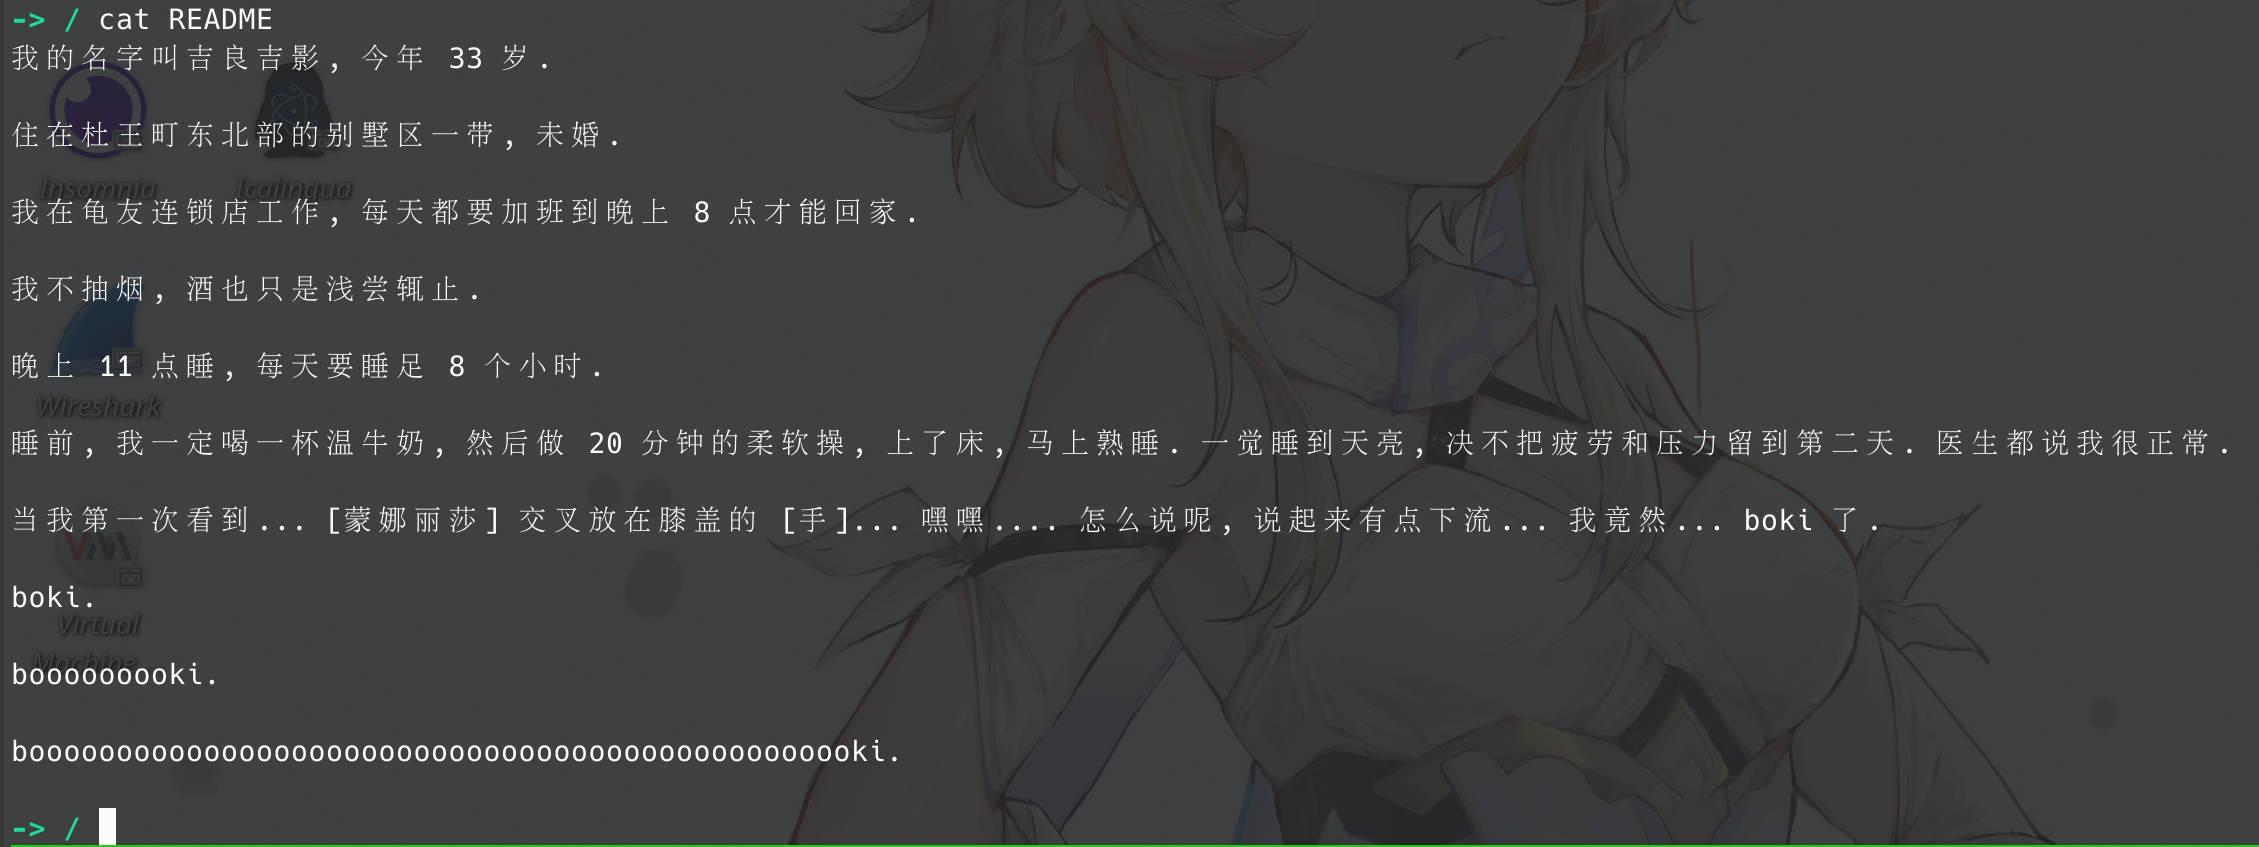 -> / cat README
我的名字叫吉良吉影, 今年 33 岁.
住在杜王町东北部的别墅区一带, 未婚.
我在龟友连锁店工作, 每天都要加班到晚上 8 点才能回家.
我不抽烟, 酒也只是浅尝辄止.
晚上 11 点睡, 每天要睡足 8 个小时.
睡前, 我一定喝一杯温牛奶, 然后做 20 分钟的柔软操, 上了床, 马上熟睡. 一觉睡到天亮, 决不把疲劳和压力留到第二天. 医生都说我很正常.
当我第一次看到... [蒙娜丽莎] 交叉放在膝盖的 [手]... 嘿嘿.... 怎么说呢, 说起来有点下流... 我竟然... boki 了.
boki.
boooooooooki.
boooooooooooooooooooooooooooooooooooooooooooooooki.
-> /
Insomnia
Icalingua
Wireshark
Virtual
Machine